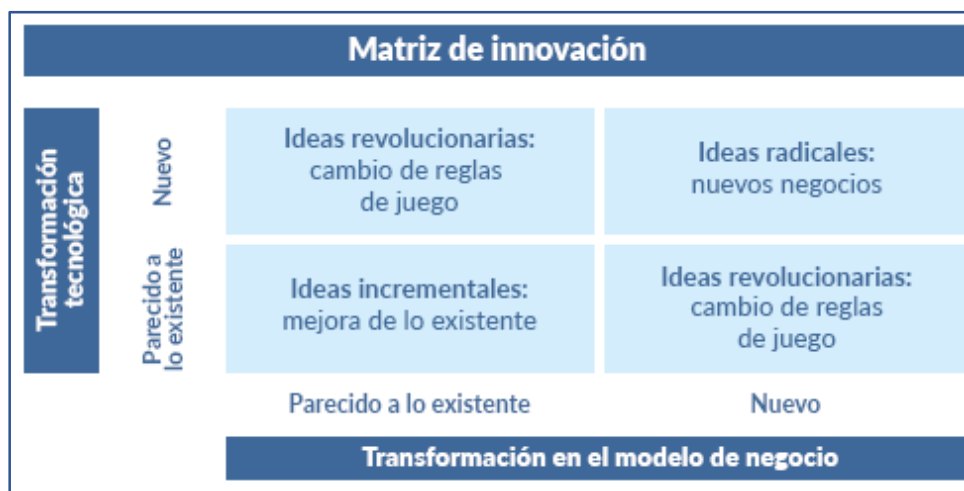 Matriz de innovación
Transformación
tecnológica
Nuevo
Ideas revolucionarias:
cambio de reglas
de juego
Ideas radicales:
nuevos negocios
Parecido a
lo existente
Ideas incrementales:
mejora de lo existente
Ideas revolucionarias:
cambio de reglas
de juego
Parecido a lo existente
Nuevo
Transformación en el modelo de negocio